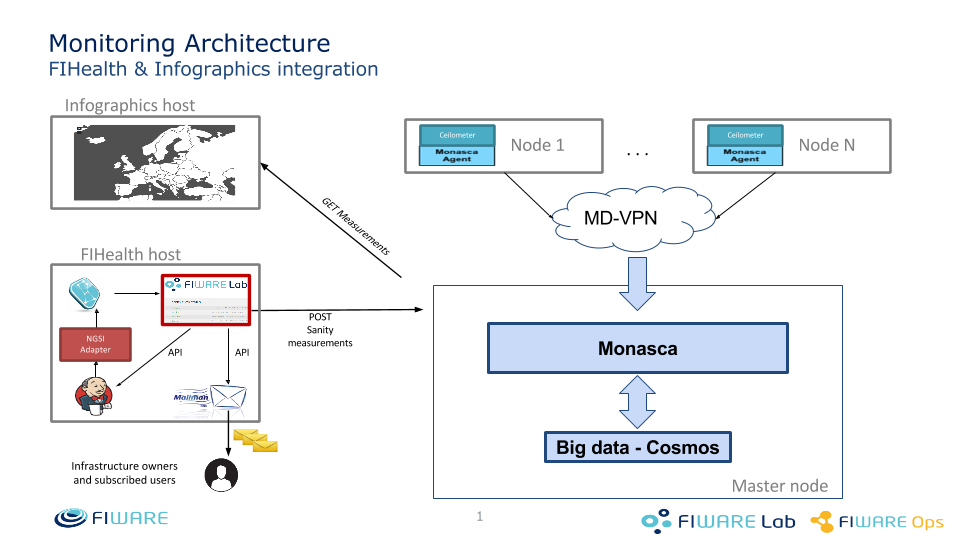 Monitoring Architecture
FIHealth & Infographics integration
Infographics host
Ceilometer
Monasca
Agent
Node 1
. . .
Ceilometer
Monasca
Agent
Node N
MD-VPN
GET Measurements
FIHealth host
FIWARE Lab
NGSI
Adapter
API
API
Mailman
POST
Sanity
measurements
Monasca
Big data - Cosmos
Master node
Infrastructure owners
and subscribed users
FIWARE
1
FIWARE Lab
FIWARE Ops